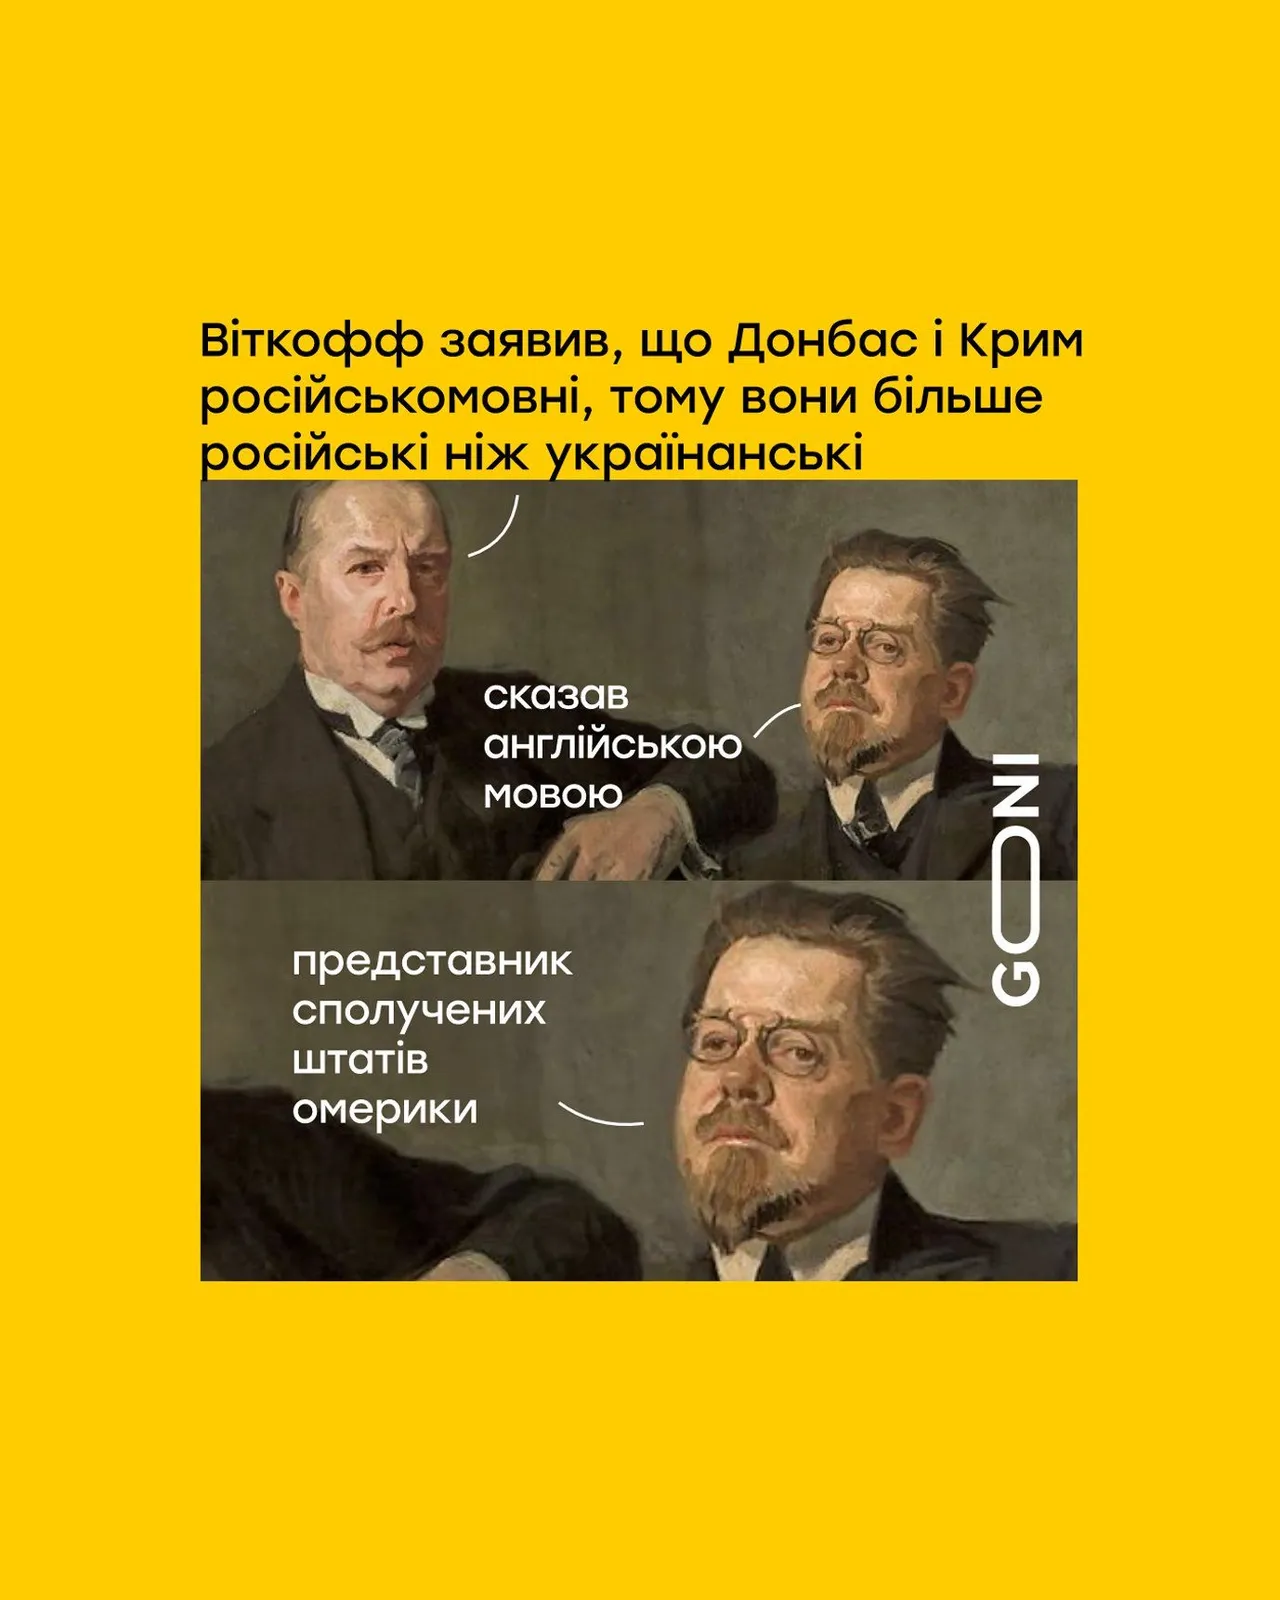 Віткофф заявив, що Донбас і Крим
російськомовні, тому вони більше
російські ніж українанські
сказав
англійською
мовою
GONI
представник
сполучених
штатів
омерики